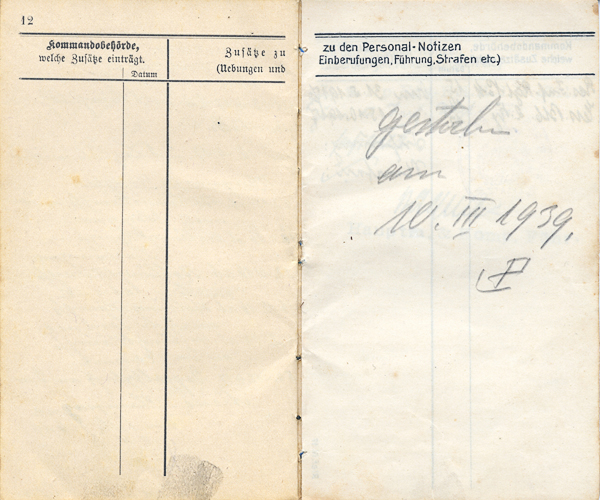 12
Kommandobehörde,
welche Zusätze einträgt.
Datum
Zusätze zu
(Uebungen und
zu den Personal-Notizen
Einberufungen, Führung, Strafen etc.)
gestorben
am
10. III 1939.